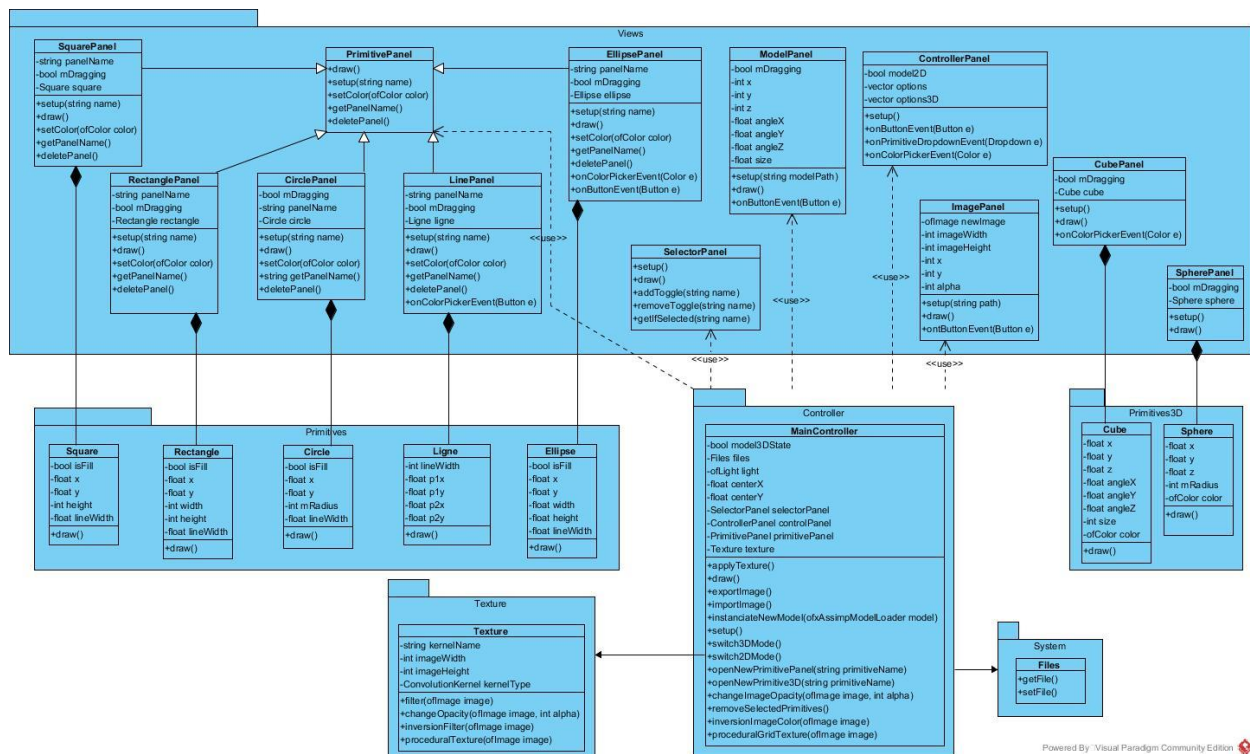 Views
SquarePanel
-string panelName
-bool mDragging
-Square square
+setup(string name)
+draw()
+setColor(ofColor color)
+getPanelName()
+deletePanel()
PrimitivePanel
+draw()
+setup(string name)
+setColor(ofColor color)
+getPanelName()
+deletePanel()
EllipsePanel
-string panelName
-bool mDragging
-Ellipse ellipse
+setup(string name)
+draw()
+setColor(ofColor color)
+getPanelName()
+deletePanel()
+onColorPickerEvent(Color e)
+onButtonEvent(Button e)
ModelPanel
-bool mDragging
-int x
-int y
-int z
-float angleX
-float angleY
-float angleZ
-float size
+setup(string modelPath)
+draw()
+onButtonEvent(Button e)
ControllerPanel
-bool model2D
-vector options
-vector options3D
+setup()
+onButtonEvent(Button e)
+onPrimitiveDropdownEvent(Dropdown e)
+onColorPickerEvent(Color e)
CubePanel
-bool mDragging
-Cube cube
+setup()
+draw()
+onColorPickerEvent(Color e)
RectanglePanel
-string panelName
-bool mDragging
-Rectangle rectangle
+setup(string name)
+draw()
+setColor(ofColor color)
+getPanelName()
+deletePanel()
CirclePanel
-bool mDragging
-string panelName
-Circle circle
+setup(string name)
+draw()
+setColor(ofColor color)
+string getPanelName()
+deletePanel()
LinePanel
-string panelName
-bool mDragging
-Ligne ligne
+setup(string name)
+draw()
+setColor(ofColor color)
+getPanelName()
+deletePanel()
+onColorPickerEvent(Button e)
<<use>>
SelectorPanel
+setup()
+draw()
+addToggle(string name)
+removeToggle(string name)
+getIfSelected(string name)
<<use>>
<<use>>
ImagePanel
-ofImage newImage
-int imageWidth
-int imageHeight
-int x
-int y
-int alpha
+setup(string path)
+draw()
+ontButtonEvent(Button e)
SpherePanel
-bool mDragging
-Sphere sphere
+setup()
+draw()
<<use>>
<<use>>
Primitives
Square
-bool isFill
-float x
-float y
-int height
-float lineWidth
+draw()
Rectangle
-bool isFill
-float x
-float y
-int width
-int height
-float lineWidth
+draw()
Circle
-bool isFill
-float x
-float y
-int mRadius
-float lineWidth
+draw()
Ligne
-int lineWidth
-float p1x
-float p1y
-float p2x
-float p2y
+draw()
Ellipse
-bool isFill
-float x
-float y
-float width
-float height
-float lineWidth
+draw()
Controller
MainController
-bool model3DState
-Files files
-ofLight light
-float centerX
-float centerY
-SelectorPanel selectorPanel
-ControllerPanel controlPanel
-PrimitivePanel primitivePanel
-Texture texture
+applyTexture()
+draw()
+exportImage()
+importImage()
+instanciateNewModel(ofxAssimpModelLoader model)
+setup()
+switch3DMode()
+switch2DMode()
+openNewPrimitivePanel(string primitiveName)
+openNewPrimitive3D(string primitiveName)
+changeImageOpacity(ofImage image, int alpha)
+removeSelectedPrimitives()
+inversionImageColor(ofImage image)
+proceduralGridTexture(ofImage image)
Primitives3D
Cube
-float x
-float y
-float z
-float angleX
-float angleY
-float angleZ
-int size
-ofColor color
+draw()
Sphere
-float x
-float y
-float z
-int mRadius
-ofColor color
+draw()
Texture
Texture
-string kernelName
-int imageWidth
-int imageHeight
-ConvolutionKernel kernelType
+filter(ofImage image)
+changeOpacity(ofImage image, int alpha)
+inversionFilter(ofImage image)
+proceduralTexture(ofImage image)
System
Files
+getFile()
+setFile()
Powered By Visual Paradigm Community Edition